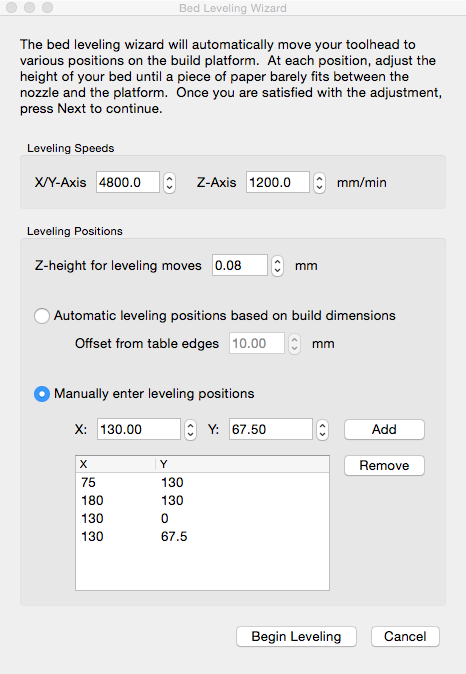 Bed Leveling Wizard
The bed leveling wizard will automatically move your toolhead to
various positions on the build platform.  At each position, adjust the
height of your bed until a piece of paper barely fits between the
nozzle and the platform.  Once you are satisfied with the adjustment,
press Next to continue.
Leveling Speeds
X/Y-Axis 4800.0 Z-Axis 1200.0 mm/min
Leveling Positions
Z-height for leveling moves 0.08 mm
Automatic leveling positions based on build dimensions
Offset from table edges 10.00 mm
Manually enter leveling positions
X: 130.00 Y: 67.50 Add
X Y Remove
75 130
180 130
130 0
130 67.5
Begin Leveling Cancel